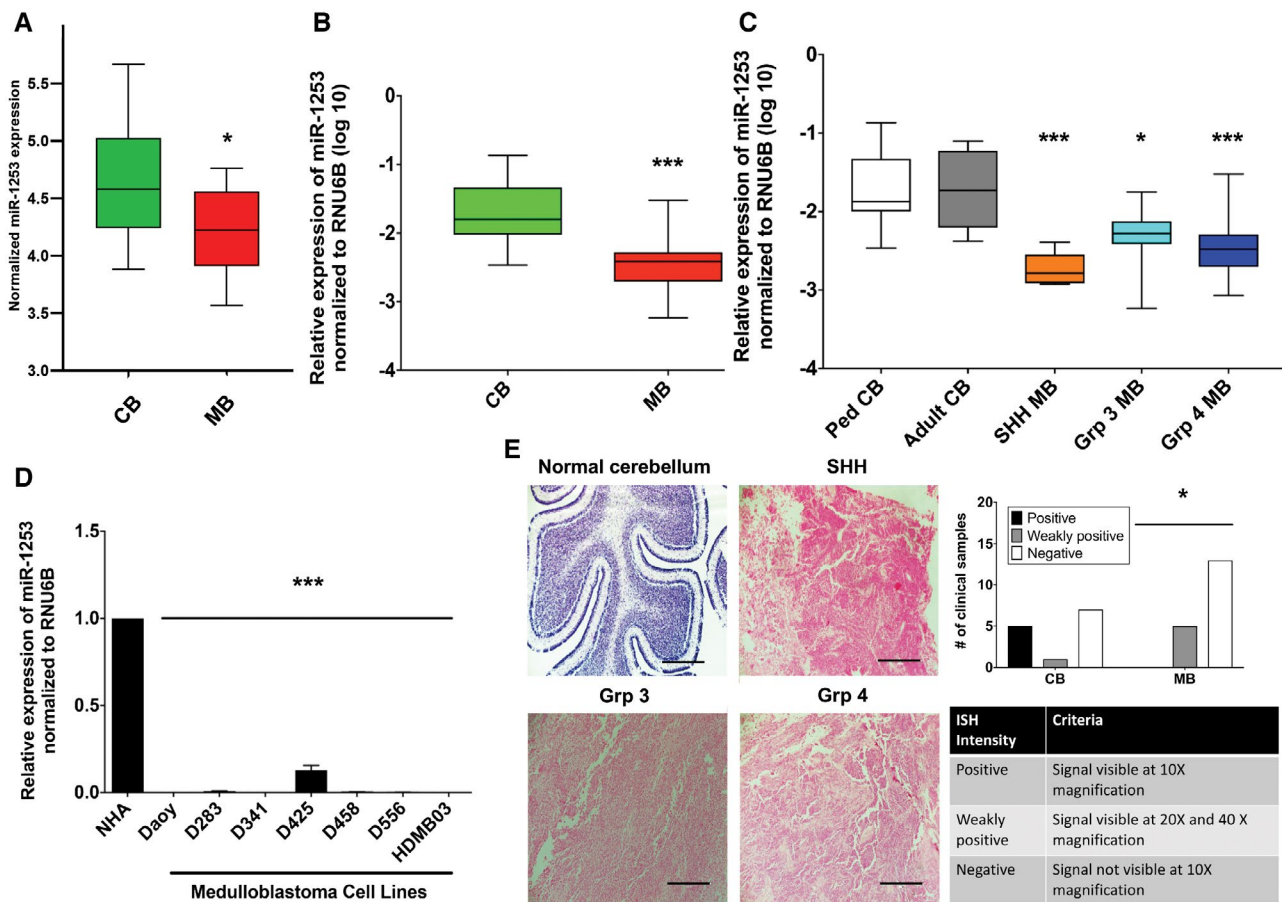 A
Normalized miR-1253 expression
5.5
5.0
4.5
4.0
3.5
3.0
*
CB
MB
B
Relative expression of miR-1253
normalized to RNU6B (log 10)
0
-1
-2
-3
-4
***
CB
MB
C
Relative expression of miR-1253
normalized to RNU6B (log 10)
-0
-1
-2
-3
-4
***
*
***
Ped CB
Adult CB
SHH MB
Grp 3 MB
Grp 4 MB
D
Relative expression of miR-1253
normalized to RNU6B
1.5
1.0
0.5
0.0
***
NHA
Daoy
D283
D341
D425
D458
D556
HDMB03
Medulloblastoma Cell Lines
E
Normal cerebellum
SHH
Grp 3
Grp 4
# of clinical samples
20
15
10
5
0
Positive
Weakly positive
Negative
*
CB
MB
ISH Intensity
Criteria
Positive
Signal visible at 10X
magnification
Weakly
positive
Signal visible at 20X and 40 X
magnification
Negative
Signal not visible at 10X
magnification